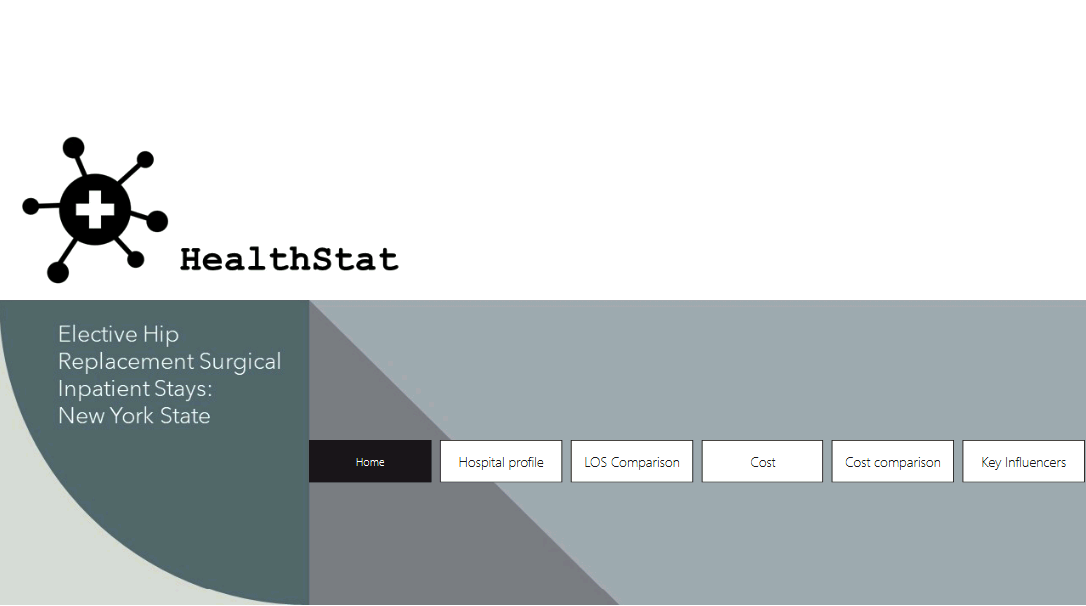 HealthStat
Elective Hip
Replacement Surgical
Inpatient Stays:
New York State
Home
Hospital profile
LOS Comparison
Cost
Cost comparison
Key Influencers